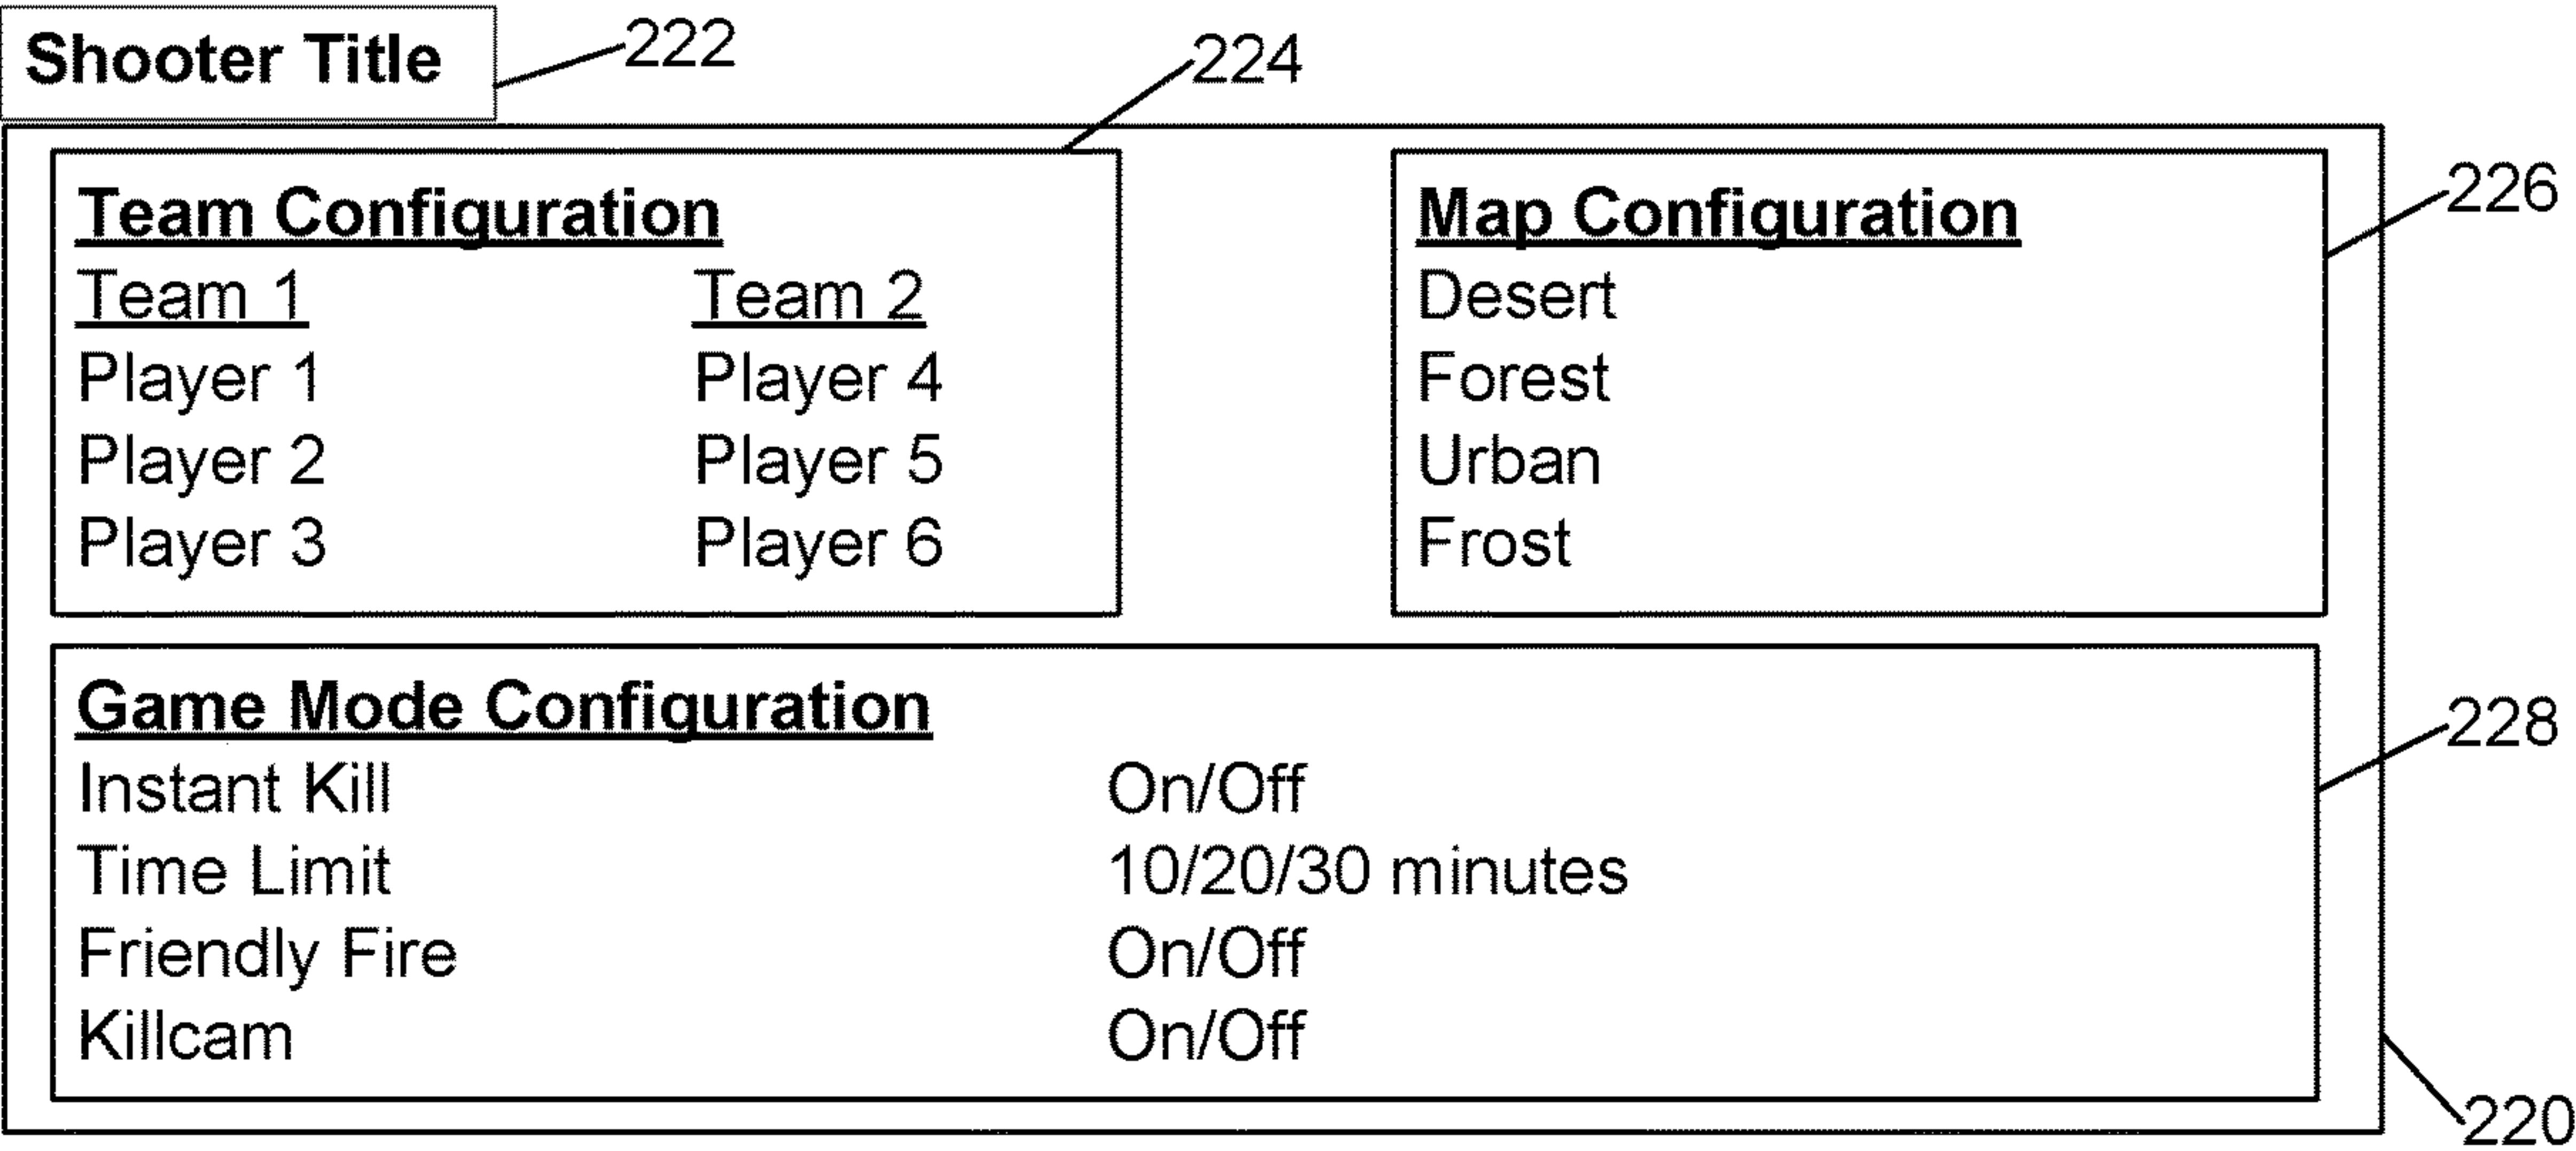 Shooter Title
222
224
Team Configuration
Team 1 Team 2
Player 1 Player 4
Player 2 Player 5
Player 3 Player 6
Map Configuration
Desert
Forest
Urban
Frost
226
Game Mode Configuration
Instant Kill On/Off
Time Limit 10/20/30 minutes
Friendly Fire On/Off
Killcam On/Off
228
220